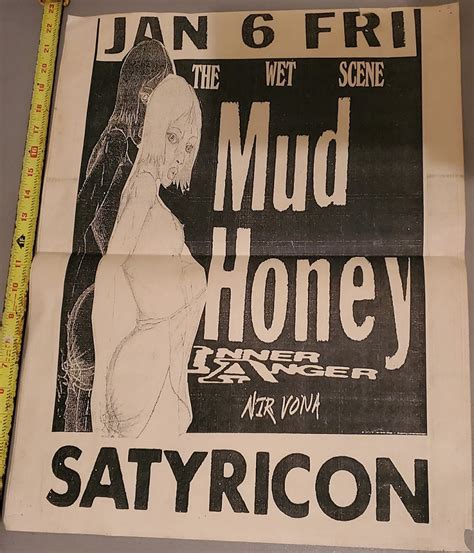 JAN 6 FRI
THE WET SCENE
Mud
Honey
INNER
ANGER
NIR VONA
SATYRICON